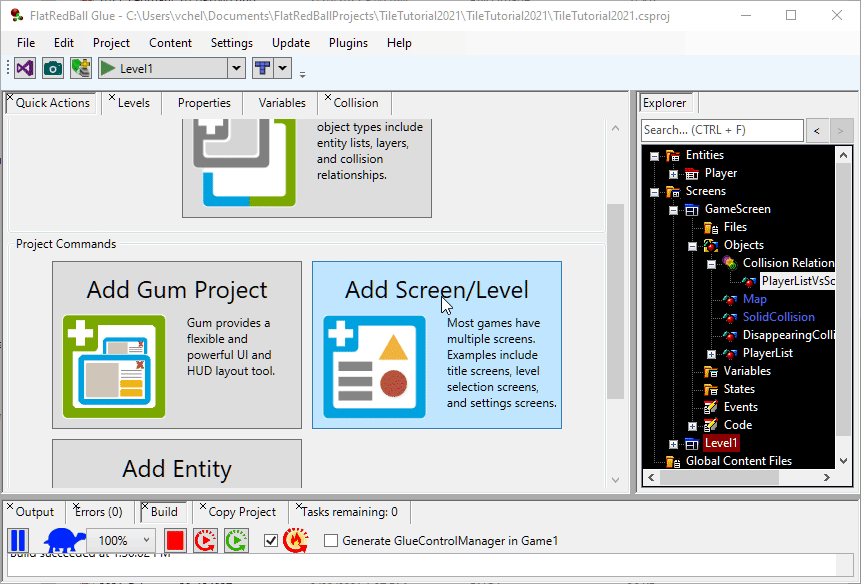 FlatRedBall Glue - C:\Users\vchel\Documents\FlatRedBallProjects\TileTutorial2021\TileTutorial2021\TileTutorial2021.csproj
File Edit Project Content Settings Update Plugins Help
Level1
Quick Actions Levels Properties Variables Collision
object types include
entity lists, layers,
and collision
relationships.
Project Commands
Add Gum Project
Gum provides a
flexible and
powerful UI and
HUD layout tool.
Add Screen/Level
Most games have
multiple screens.
Examples include
title screens, level
selection screens,
and settings screens.
Add Entity
Explorer
Search... (CTRL + F) < >
Entities
Player
Screens
GameScreen
Files
Objects
Collision Relation
PlayerListVsSc
Map
SolidCollision
DisappearingColli
PlayerList
Variables
States
Events
Code
Level1
Global Content Files
Output Errors (0) Build Copy Project Tasks remaining: 0
100% Generate GlueControlManager in Game1